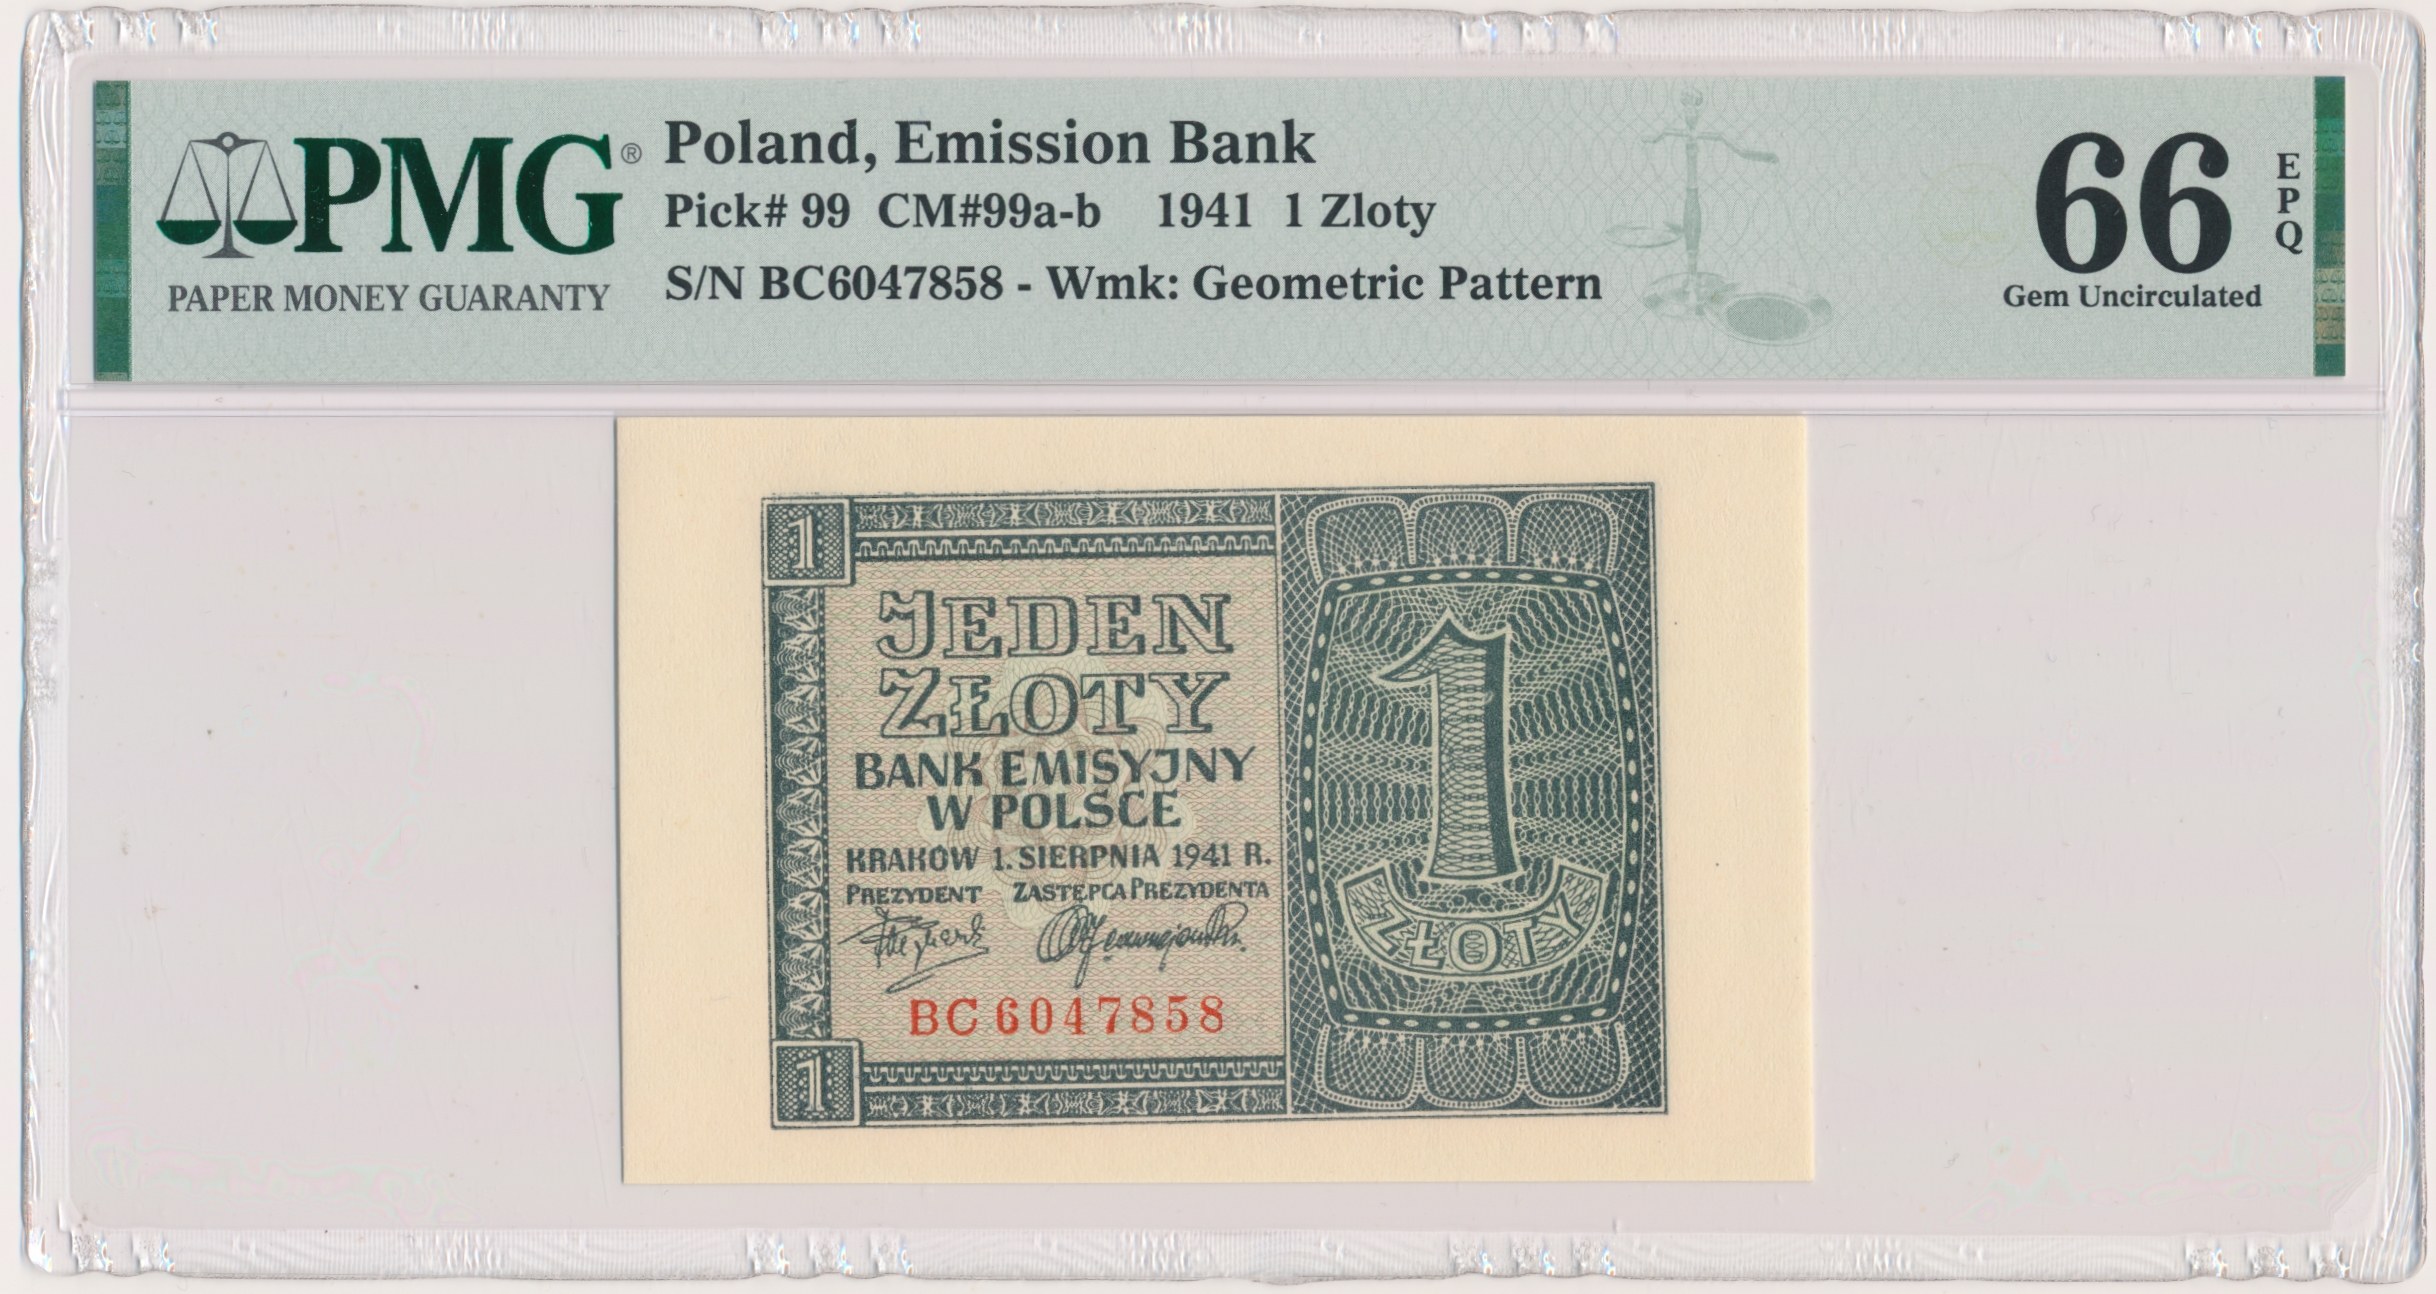 PMG®
PAPER MONEY GUARANTY
Poland, Emission Bank
Pick# 99 CM#99a-b 1941 1 Zloty
S/N BC6047858 - Wmk: Geometric Pattern
66 EPQ
Gem Uncirculated
1
JEDEN
ZŁOTY
BANK EMISYJNY
W POLSCE
KRAKÓW 1. SIERPNIA 1941 R.
PREZYDENT ZASTĘPCA PREZYDENTA
BC 6047858
1
1
ZŁOTY